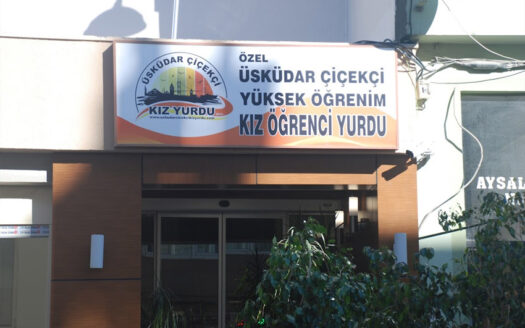 ÜSKÜDAR ÇİÇEKÇİ
KIZ YURDU
ÖZEL
ÜSKÜDAR ÇİÇEKÇİ
YÜKSEK ÖĞRENİM
KIZ ÖĞRENCİ YURDU
AYSAL